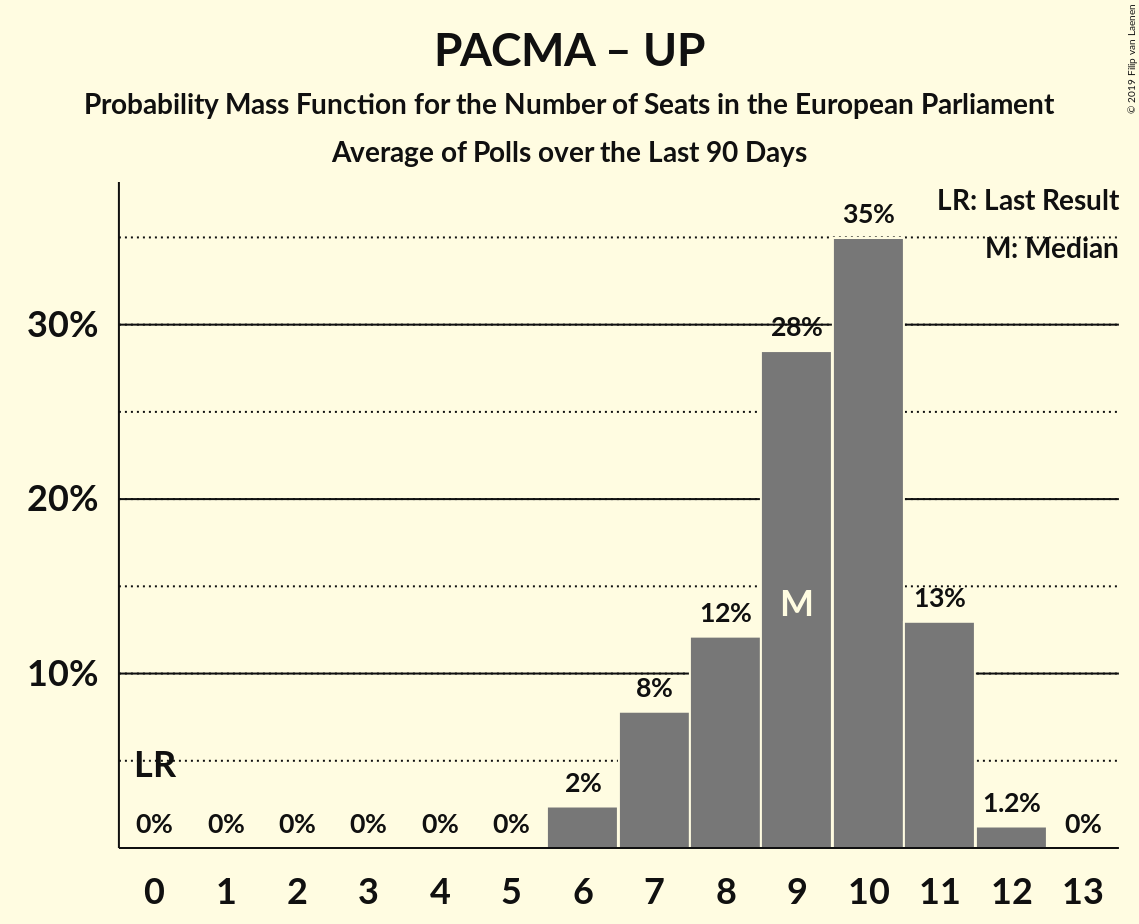 PACMA – UP
Probability Mass Function for the Number of Seats in the European Parliament
Average of Polls over the Last 90 Days
© 2019 Filip van Laenen
LR: Last Result
M: Median
35%
30%
28%
20%
M
13%
12%
10%
8%
LR
2%
1.2%
0% 0% 0% 0% 0% 0% 0%
0 1 2 3 4 5 6 7 8 9 10 11 12 13